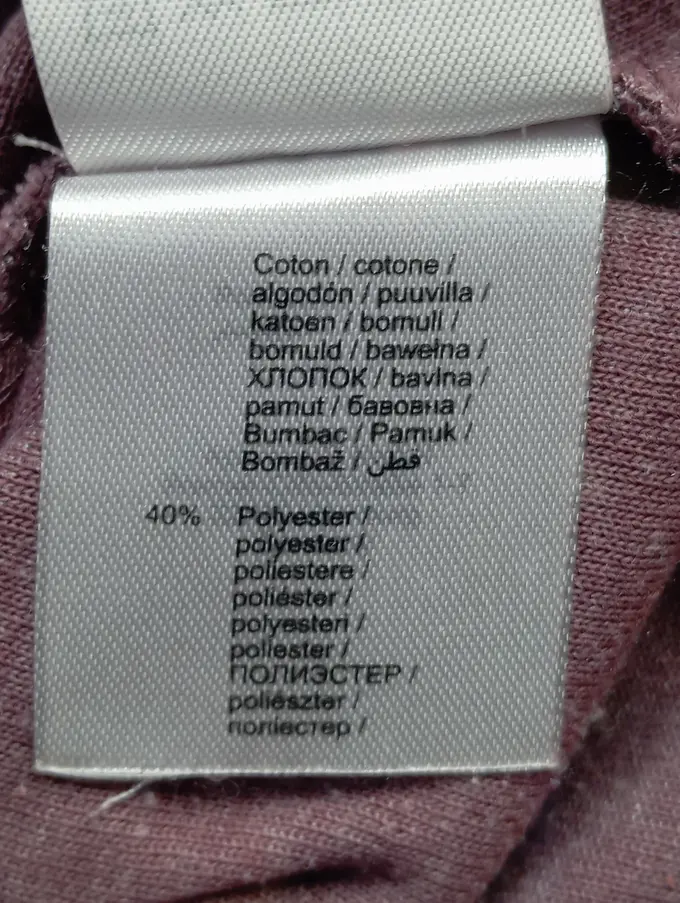 Coton / cotone /
algodón / puuvilla /
katoen / bomull /
bomuld / bawełna /
ХЛОПОК / bavlna /
pamut / бавовна /
Bumbac / Pamuk /
Bombaž / قطن
40% Polyester /
polyester /
poliestere /
poliéster /
polyesteri /
poliester /
ПОЛИЭСТЕР /
poliészter /
поліестер /